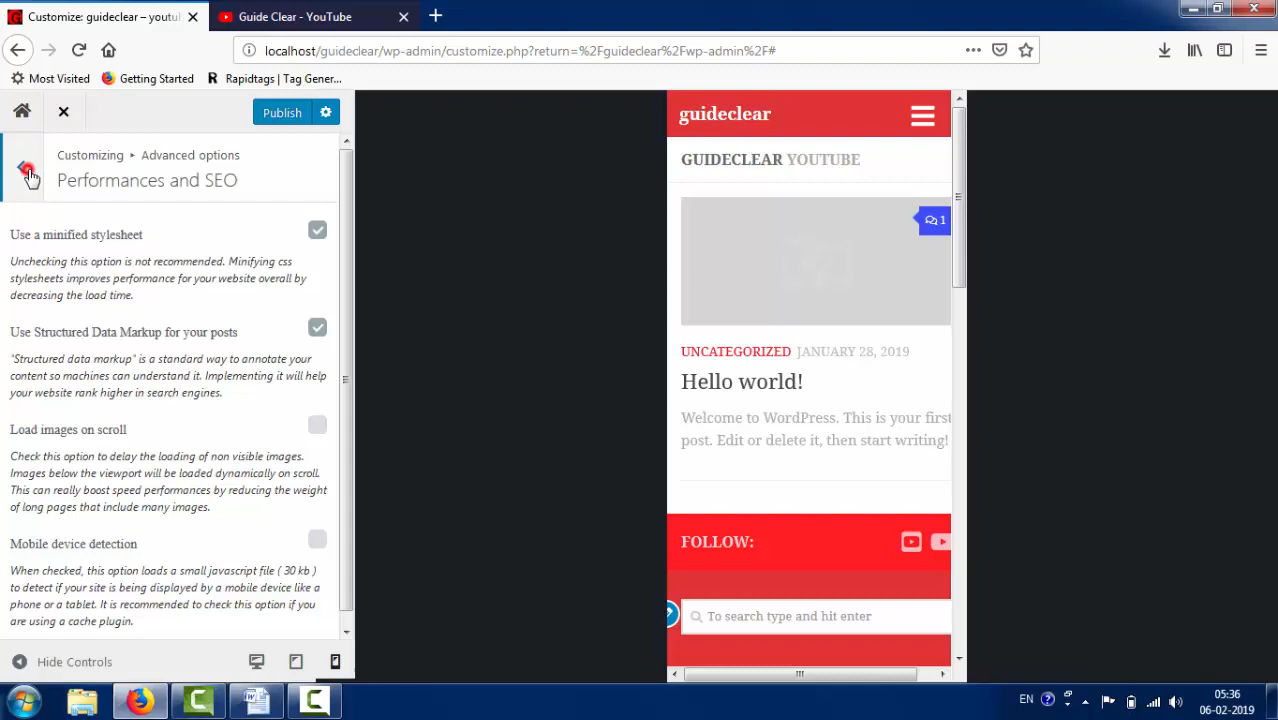 Customize: guideclear – youtu
Guide Clear - YouTube
localhost/guideclear/wp-admin/customize.php?return=%2Fguideclear%2Fwp-admin%2F#
Most Visited
Getting Started
R Rapidtags | Tag Gener...
Publish
Customizing ▸ Advanced options
Performances and SEO
Use a minified stylesheet
Unchecking this option is not recommended. Minifying css
stylesheets improves performance for your website overall by
decreasing the load time.
Use Structured Data Markup for your posts
"Structured data markup" is a standard way to annotate your
content so machines can understand it. Implementing it will help
your website rank higher in search engines.
Load images on scroll
Check this option to delay the loading of non visible images.
Images below the viewport will be loaded dynamically on scroll.
This can really boost speed performances by reducing the weight
of long pages that include many images.
Mobile device detection
When checked, this option loads a small javascript file ( 30 kb )
to detect if your site is being displayed by a mobile device like a
phone or a tablet. It is recommended to check this option if you
are using a cache plugin.
Hide Controls
guideclear
GUIDECLEAR YOUTUBE
1
UNCATEGORIZED JANUARY 28, 2019
Hello world!
Welcome to WordPress. This is your first
post. Edit or delete it, then start writing!
FOLLOW:
To search type and hit enter
EN
05:36
06-02-2019